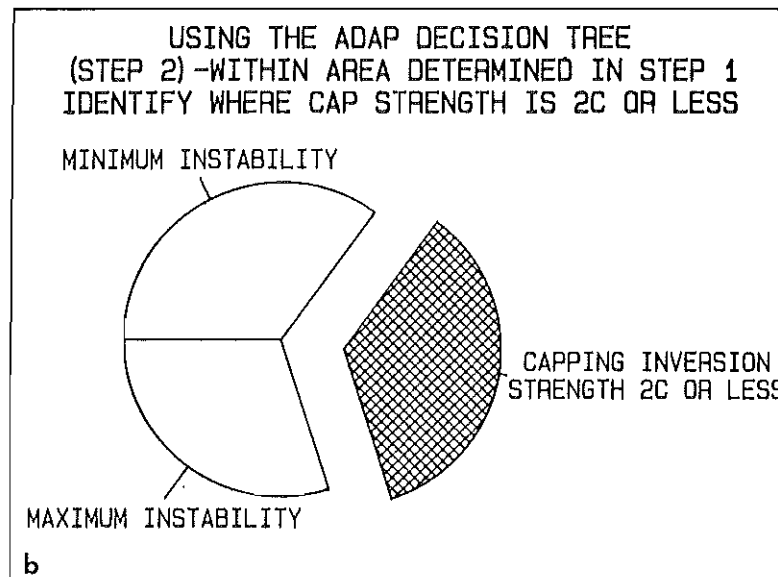 USING THE ADAP DECISION TREE
(STEP 2)-WITHIN AREA DETERMINED IN STEP 1
IDENTIFY WHERE CAP STRENGTH IS 2C OR LESS
MINIMUM INSTABILITY
CAPPING INVERSION
STRENGTH 2C OR LESS
MAXIMUM INSTABILITY
b